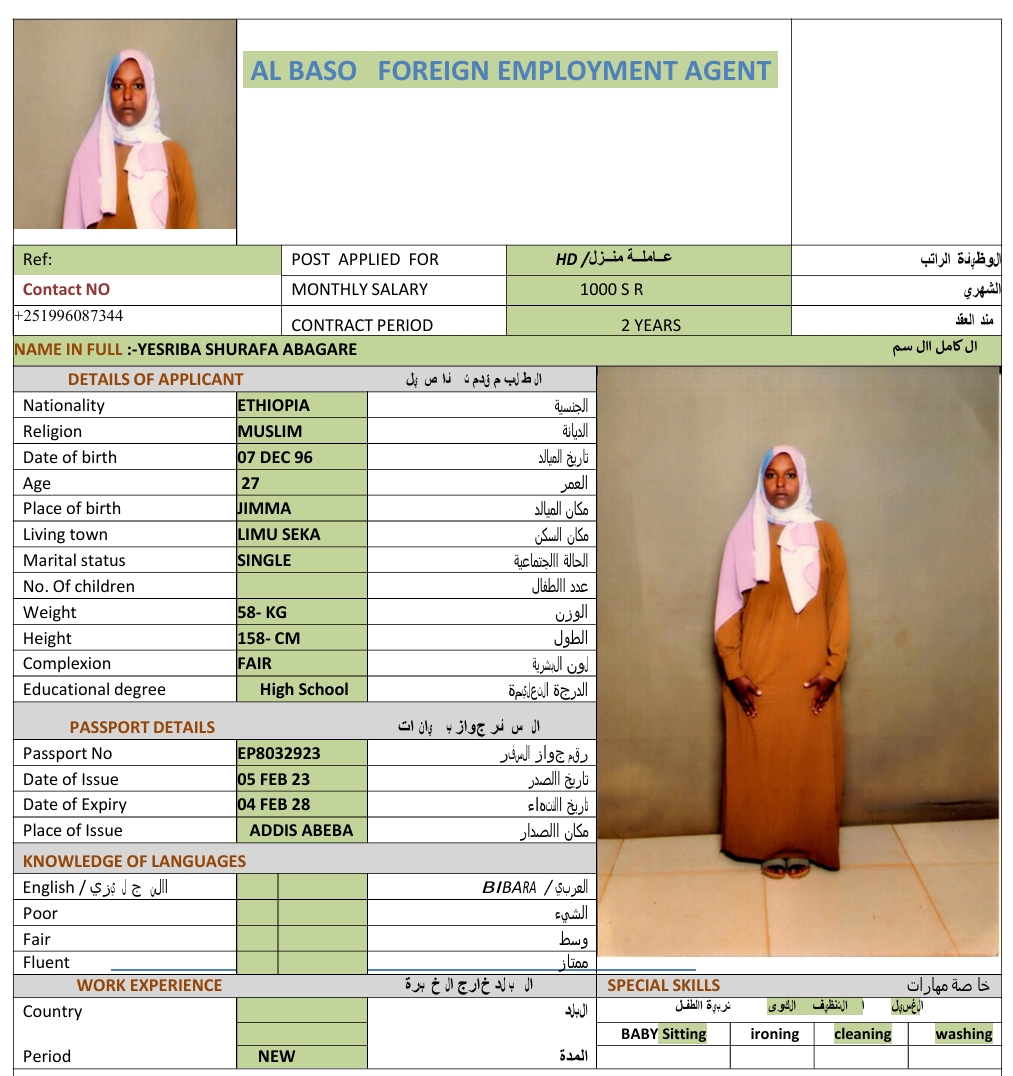 AL BASO FOREIGN EMPLOYMENT AGENT
Ref: POST APPLIED FOR HD /عـاملــة منــزل الوظيفة الراتب
Contact NO MONTHLY SALARY 1000 S R الشهري
+251996087344 CONTRACT PERIOD 2 YEARS مند العقد
NAME IN FULL :-YESRIBA SHURAFA ABAGARE ال كامل اال سم
DETAILS OF APPLICANT
Nationality ETHIOPIA الجنسية
Religion MUSLIM الديانة
Date of birth 07 DEC 96 تاريخ الميالد
Age 27 العمر
Place of birth JIMMA مكان الميالد
Living town LIMU SEKA مكان السكن
Marital status SINGLE الحالة االجتماعية
No. Of children عدد االطفال
Weight 58- KG الوزن
Height 158- CM الطول
Complexion FAIR لون البشرية
Educational degree High School الدرجة التعليمية
PASSPORT DETAILS
Passport No EP8032923 رقم جواز السفر
Date of Issue 05 FEB 23 تاريخ االصدر
Date of Expiry 04 FEB 28 تاريخ االنتهاء
Place of Issue ADDIS ABEBA مكان االصدار
KNOWLEDGE OF LANGUAGES
English / االن ج ل يزي العربي / BIBARA
Poor الشيء
Fair وسط
Fluent ممتاز
WORK EXPERIENCE ال بلد خارج ال خ برة SPECIAL SKILLS خا صة مهارات
Country البلد تربية الطفل التنظيف الكوى الغسيل
BABY Sitting ironing cleaning washing
Period NEW المدة